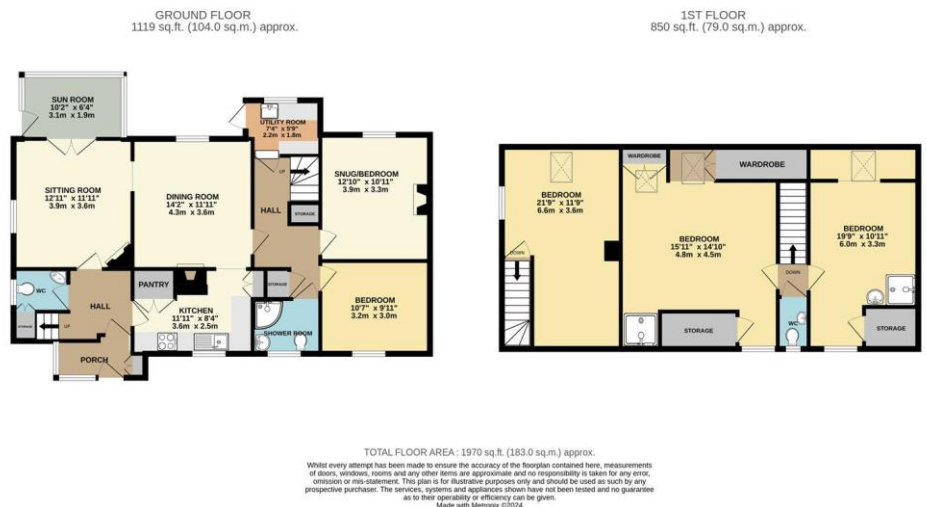 GROUND FLOOR
1119 sq.ft. (104.0 sq.m.) approx.
1ST FLOOR
850 sq.ft. (79.0 sq.m.) approx.
SUN ROOM
10'2" x 6'4"
3.1m x 1.9m
UTILITY ROOM
7'4" x 5'9"
2.2m x 1.8m
SITTING ROOM
12'11" x 11'11"
3.9m x 3.6m
DINING ROOM
14'2" x 11'11"
4.3m x 3.6m
HALL
UP
STORAGE
SNUG/BEDROOM
12'10" x 10'11"
3.9m x 3.3m
WC
STORAGE
UP
HALL
PORCH
PANTRY
KITCHEN
11'11" x 8'4"
3.6m x 2.5m
STORAGE
SHOWER ROOM
BEDROOM
10'7" x 9'11"
3.2m x 3.0m
BEDROOM
21'9" x 11'9"
6.6m x 3.6m
DOWN
WARDROBE
WARDROBE
BEDROOM
15'11" x 14'10"
4.8m x 4.5m
STORAGE
DOWN
WC
BEDROOM
19'9" x 10'11"
6.0m x 3.3m
STORAGE
TOTAL FLOOR AREA : 1970 sq.ft. (183.0 sq.m.) approx.
Whilst every attempt has been made to ensure the accuracy of the floorplan contained here, measurements
of doors, windows, rooms and any other items are approximate and no responsibility is taken for any error,
omission or mis-statement. This plan is for illustrative purposes only and should be used as such by any
prospective purchaser. The services, systems and appliances shown have not been tested and no guarantee
as to their operability or efficiency can be given.
Made with Metropix ©2024